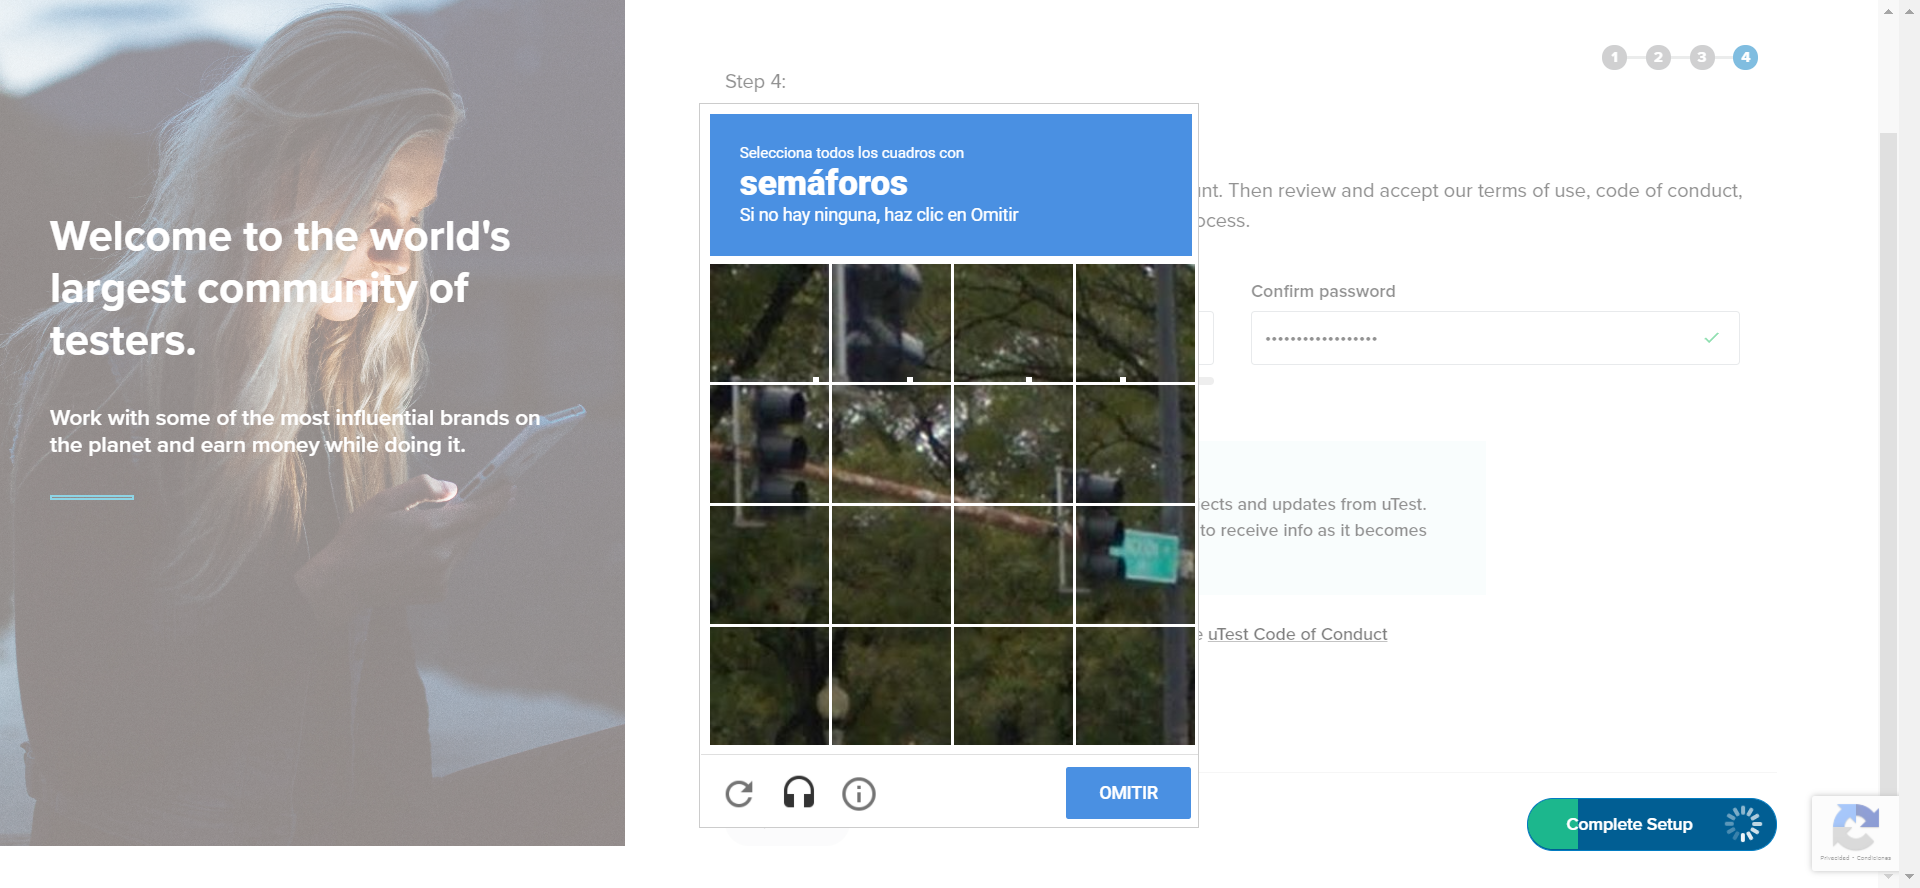 Welcome to the world's
largest community of
testers.
Work with some of the most influential brands on
the planet and earn money while doing it.
1 2 3 4
Step 4:
Selecciona todos los cuadros con
semáforos
Si no hay ninguna, haz clic en Omitir
nt. Then review and accept our terms of use, code of conduct,
ocess.
Confirm password
ects and updates from uTest.
to receive info as it becomes
e uTest Code of Conduct
OMITIR
Complete Setup
Privacidad - Condiciones